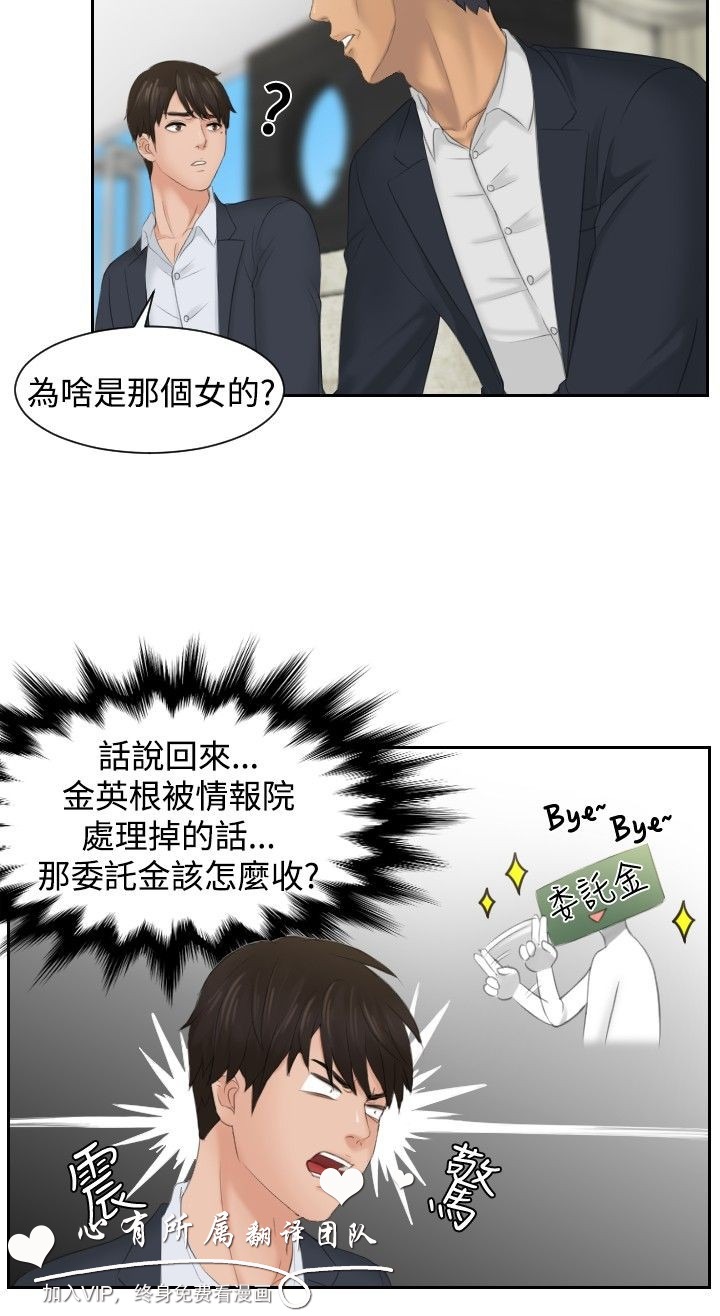 ?
為啥是那個女的?
話說回來...
金英根被情報院
處理掉的話...
那委託金該怎麼收?
Bye~ Bye~
委託金
震 驚
心有所属翻译团队
加入VIP，终身免费看漫画